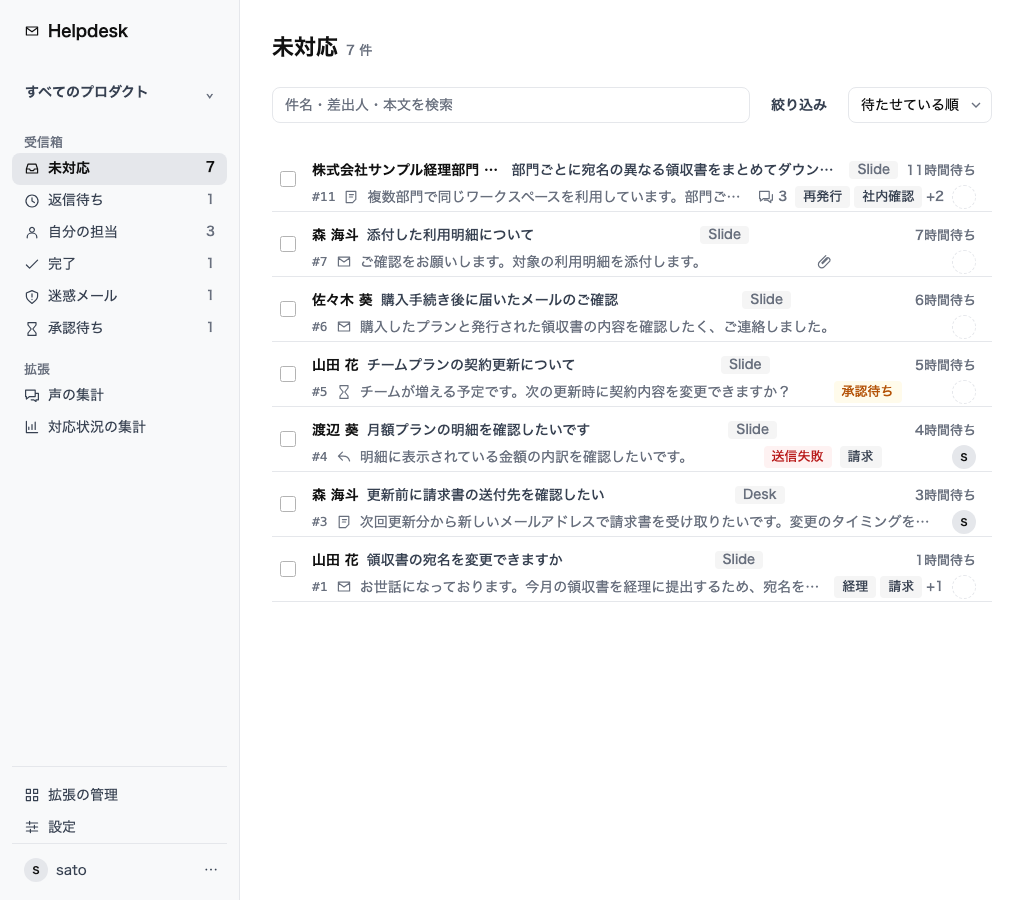 Helpdesk
すべてのプロダクト
受信箱
未対応 7
返信待ち 1
自分の担当 3
完了 1
迷惑メール 1
承認待ち 1
拡張
声の集計
対応状況の集計
拡張の管理
設定
S sato …
未対応 7 件
件名・差出人・本文を検索 絞り込み 待たせている順
株式会社サンプル経理部門 … 部門ごとに宛名の異なる領収書をまとめてダウン… Slide 11時間待ち
#11 複数部門で同じワークスペースを利用しています。部門ご… 3 再発行 社内確認 +2
森 海斗 添付した利用明細について Slide 7時間待ち
#7 ご確認をお願いします。対象の利用明細を添付します。
佐々木 葵 購入手続き後に届いたメールのご確認 Slide 6時間待ち
#6 購入したプランと発行された領収書の内容を確認したく、ご連絡しました。
山田 花 チームプランの契約更新について Slide 5時間待ち
#5 チームが増える予定です。次の更新時に契約内容を変更できますか？ 承認待ち
渡辺 葵 月額プランの明細を確認したいです Slide 4時間待ち
#4 明細に表示されている金額の内訳を確認したいです。 送信失敗 請求 S
森 海斗 更新前に請求書の送付先を確認したい Desk 3時間待ち
#3 次回更新分から新しいメールアドレスで請求書を受け取りたいです。変更のタイミングを… S
山田 花 領収書の宛名を変更できますか Slide 1時間待ち
#1 お世話になっております。今月の領収書を経理に提出するため、宛名を… 経理 請求 +1